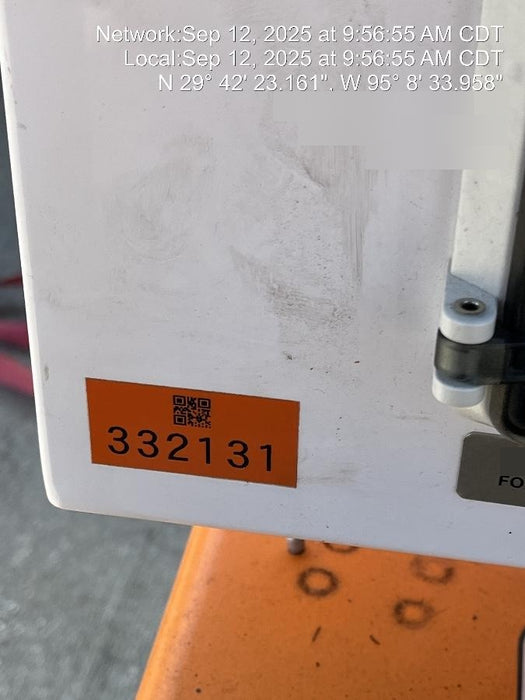 Network:Sep 12, 2025 at 9:56:55 AM CDT
Local:Sep 12, 2025 at 9:56:55 AM CDT
N 29° 42' 23.161", W 95° 8' 33.958"
332131
FO